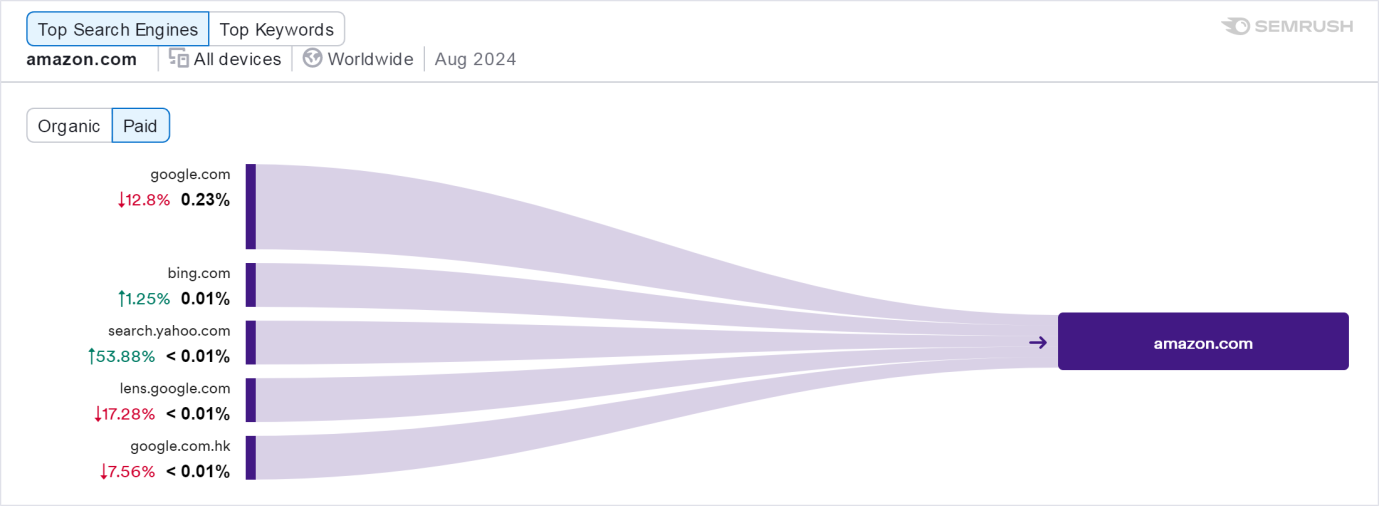 Top Search Engines Top Keywords
SEMRUSH
amazon.com All devices Worldwide Aug 2024
Organic Paid
google.com
↓12.8% 0.23%
bing.com
↑1.25% 0.01%
search.yahoo.com
↑53.88% < 0.01%
lens.google.com
↓17.28% < 0.01%
google.com.hk
↓7.56% < 0.01%
→ amazon.com